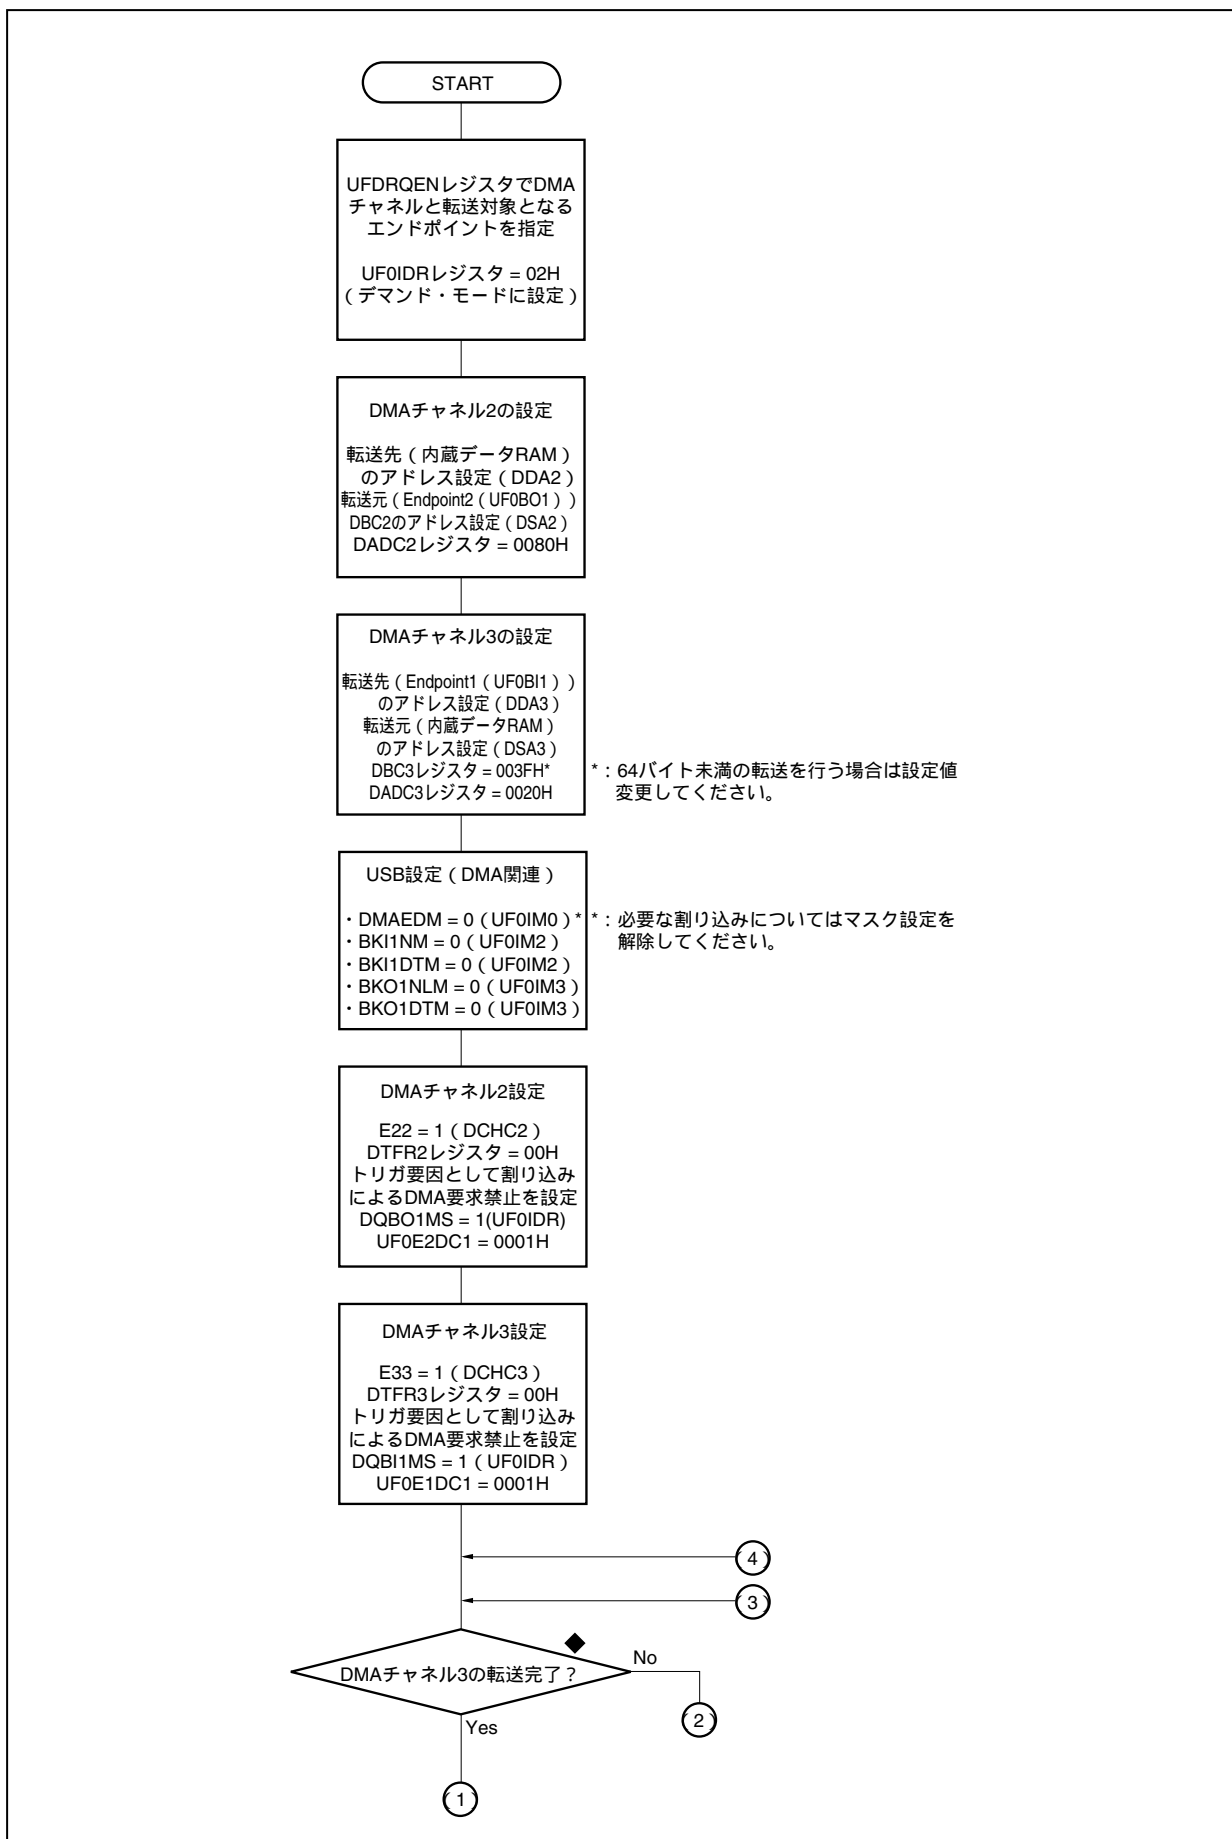 START
UFDRQENレジスタでDMA
チャネルと転送対象となる
エンドポイントを指定
UF0IDRレジスタ = 02H
（デマンド・モードに設定）
DMAチャネル2の設定
転送先（内蔵データRAM）
のアドレス設定（DDA2）
転送元（Endpoint2（UF0BO1））
DBC2のアドレス設定（DSA2）
DADC2レジスタ = 0080H
DMAチャネル3の設定
転送先（Endpoint1（UF0BI1））
のアドレス設定（DDA3）
転送元（内蔵データRAM）
のアドレス設定（DSA3）
DBC3レジスタ = 003FH*
DADC3レジスタ = 0020H
*：64バイト未満の転送を行う場合は設定値
変更してください。
USB設定（DMA関連）
・DMAEDM = 0（UF0IM0）*
・BKI1NM = 0（UF0IM2）
・BKI1DTM = 0（UF0IM2）
・BKO1NLM = 0（UF0IM3）
・BKO1DTM = 0（UF0IM3）
*：必要な割り込みについてはマスク設定を
解除してください。
DMAチャネル2設定
E22 = 1（DCHC2）
DTFR2レジスタ = 00H
トリガ要因として割り込み
によるDMA要求禁止を設定
DQBO1MS = 1(UF0IDR)
UF0E2DC1 = 0001H
DMAチャネル3設定
E33 = 1（DCHC3）
DTFR3レジスタ = 00H
トリガ要因として割り込み
によるDMA要求禁止を設定
DQBI1MS = 1（UF0IDR）
UF0E1DC1 = 0001H
（4）
（3）
DMAチャネル3の転送完了？
No
（2）
Yes
（1）